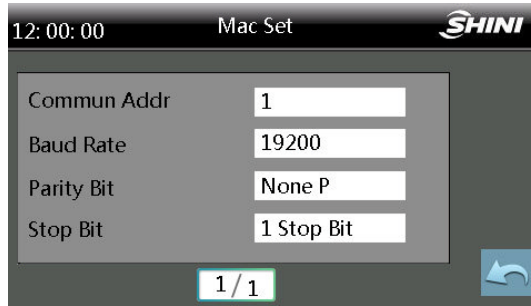 12: 00: 00 Mac Set SHINI
Commun Addr 1
Baud Rate 19200
Parity Bit None P
Stop Bit 1 Stop Bit
1/1